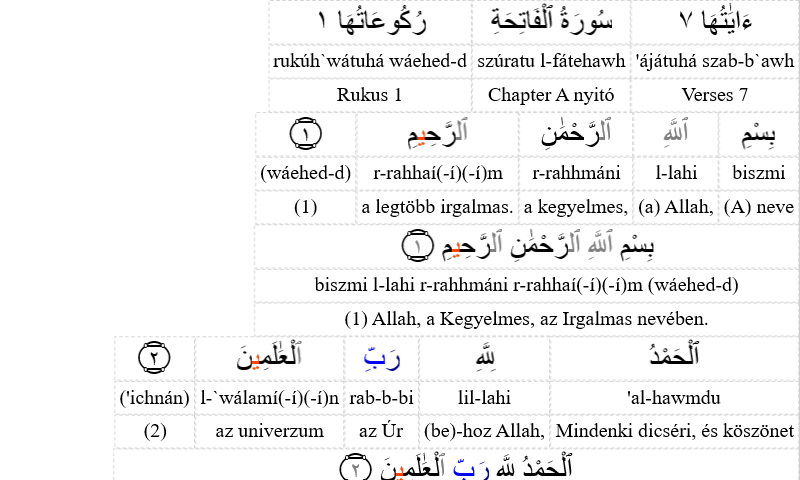 ءَايَٰتُهَا ٧ سُورَةُ ٱلْفَاتِحَةِ رُكُوعَاتُهَا ١
rukúh`wátuhá wáehed-d szúratu l-fátehawh 'ájátuhá szab-b`awh
Rukus 1 Chapter A nyitó Verses 7
بِسْمِ ٱللَّهِ ٱلرَّحْمَٰنِ ٱلرَّحِيمِ ١
(wáehed-d) r-rahhaí(-í)(-í)m r-rahhmáni l-lahi biszmi
(1) a legtöbb irgalmas. a kegyelmes, (a) Allah, (A) neve
بِسْمِ ٱللَّهِ ٱلرَّحْمَٰنِ ٱلرَّحِيمِ ١
biszmi l-lahi r-rahhmáni r-rahhaí(-í)(-í)m (wáehed-d)
(1) Allah, a Kegyelmes, az Irgalmas nevében.
ٱلْحَمْدُ لِلَّهِ رَبِّ ٱلْعَٰلَمِينَ ٢
('ichnán) l-`wálamí(-í)(-í)n rab-b-bi lil-lahi 'al-hawmdu
(2) az univerzum az Úr (be)-hoz Allah, Mindenki dicséri, és köszönet
ٱلْحَمْدُ لِلَّهِ رَبِّ ٱلْعَٰلَمِينَ ٢